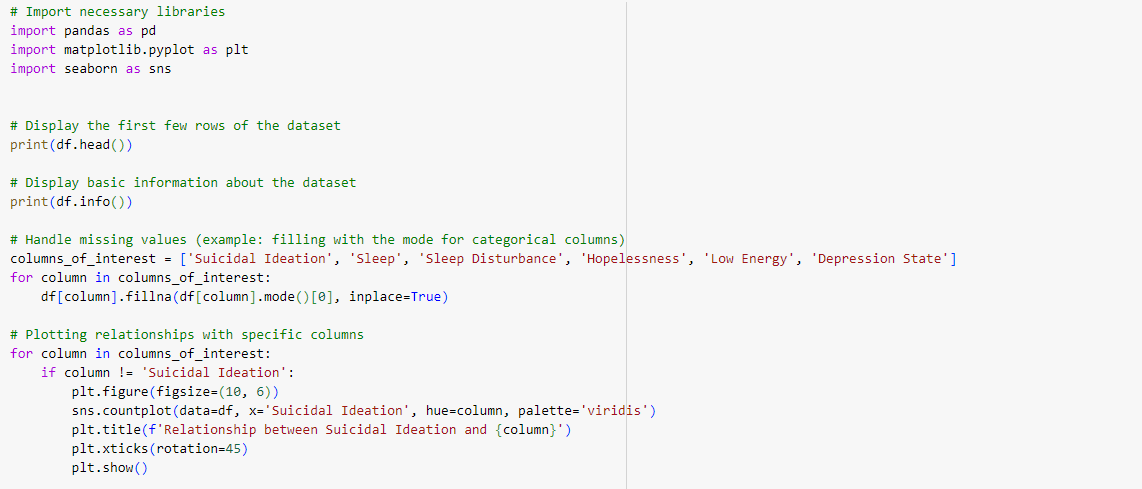 # Import necessary libraries
import pandas as pd
import matplotlib.pyplot as plt
import seaborn as sns
# Display the first few rows of the dataset
print(df.head())
# Display basic information about the dataset
print(df.info())
# Handle missing values (example: filling with the mode for categorical columns)
columns_of_interest = ['Suicidal Ideation', 'Sleep', 'Sleep Disturbance', 'Hopelessness', 'Low Energy', 'Depression State']
for column in columns_of_interest:
    df[column].fillna(df[column].mode()[0], inplace=True)
# Plotting relationships with specific columns
for column in columns_of_interest:
    if column != 'Suicidal Ideation':
        plt.figure(figsize=(10, 6))
        sns.countplot(data=df, x='Suicidal Ideation', hue=column, palette='viridis')
        plt.title(f'Relationship between Suicidal Ideation and {column}')
        plt.xticks(rotation=45)
        plt.show()